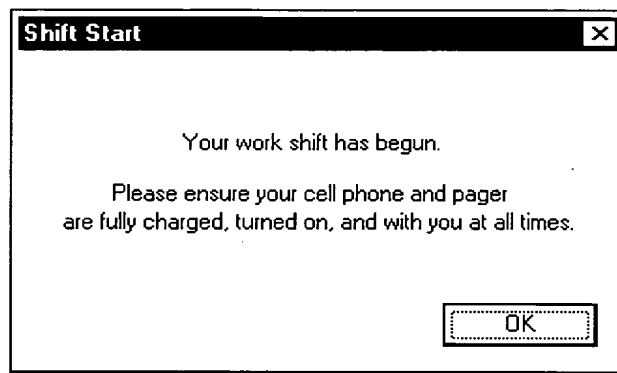 Shift Start
Your work shift has begun.
Please ensure your cell phone and pager
are fully charged, turned on, and with you at all times.
OK